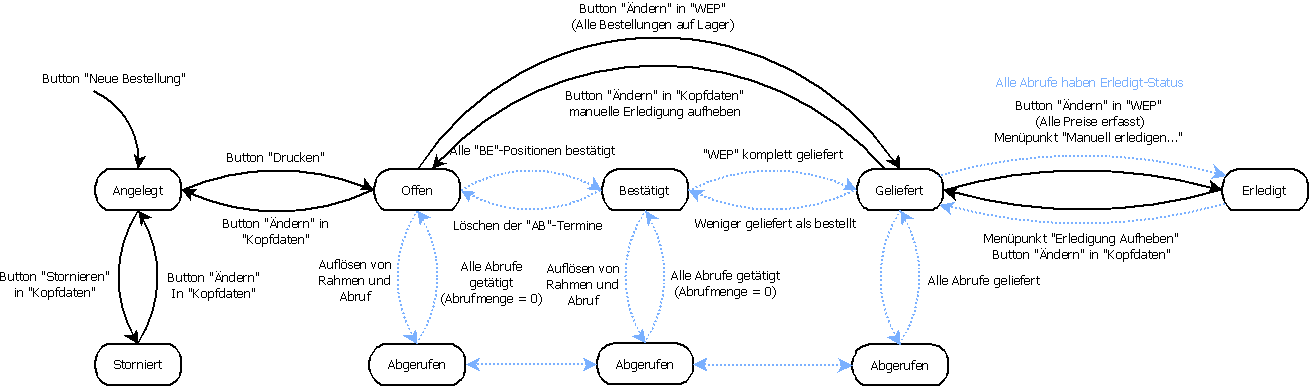 Button "Ändern" in "WEP"
(Alle Bestellungen auf Lager)
Button "Neue Bestellung"
Button "Ändern" in "Kopfdaten"
manuelle Erledigung aufheben
Alle Abrufe haben Erledigt-Status
Button "Ändern" in "WEP"
(Alle Preise erfasst)
Menüpunkt "Manuell erledigen..."
Button "Drucken"
Alle "BE"-Positionen bestätigt
"WEP" komplett geliefert
Angelegt
Offen
Bestätigt
Geliefert
Erledigt
Button "Ändern" in
"Kopfdaten"
Löschen der "AB"-Termine
Weniger geliefert als bestellt
Menüpunkt "Erledigung Aufheben"
Button "Ändern" in "Kopfdaten"
Button "Stornieren"
in "Kopfdaten"
Button "Ändern"
In "Kopfdaten"
Auflösen von
Rahmen und
Abruf
Alle Abrufe
getätigt
(Abrufmenge = 0)
Auflösen von
Rahmen und
Abruf
Alle Abrufe getätigt
(Abrufmenge = 0)
Alle Abrufe geliefert
Storniert
Abgerufen
Abgerufen
Abgerufen